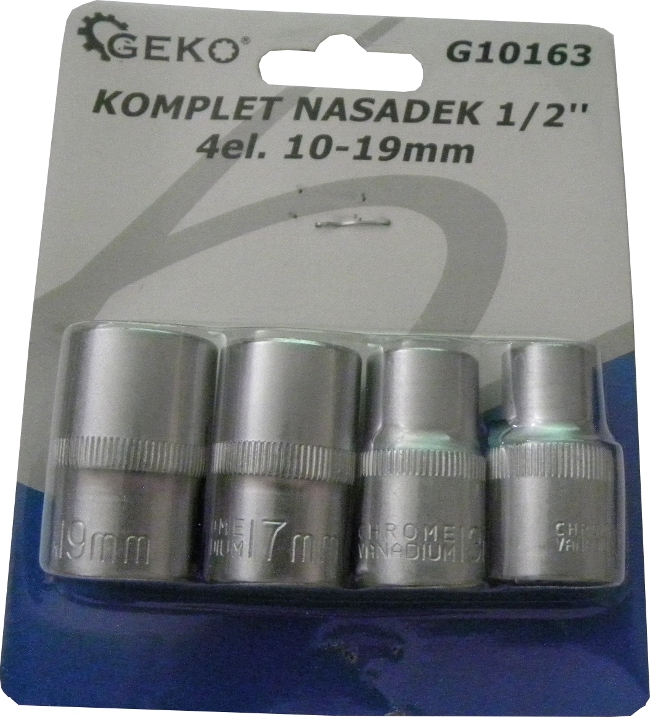 GEKO®
G10163
KOMPLET NASADEK 1/2''
4el. 10-19mm
19mm
17mm
CHROME
VANADIUM